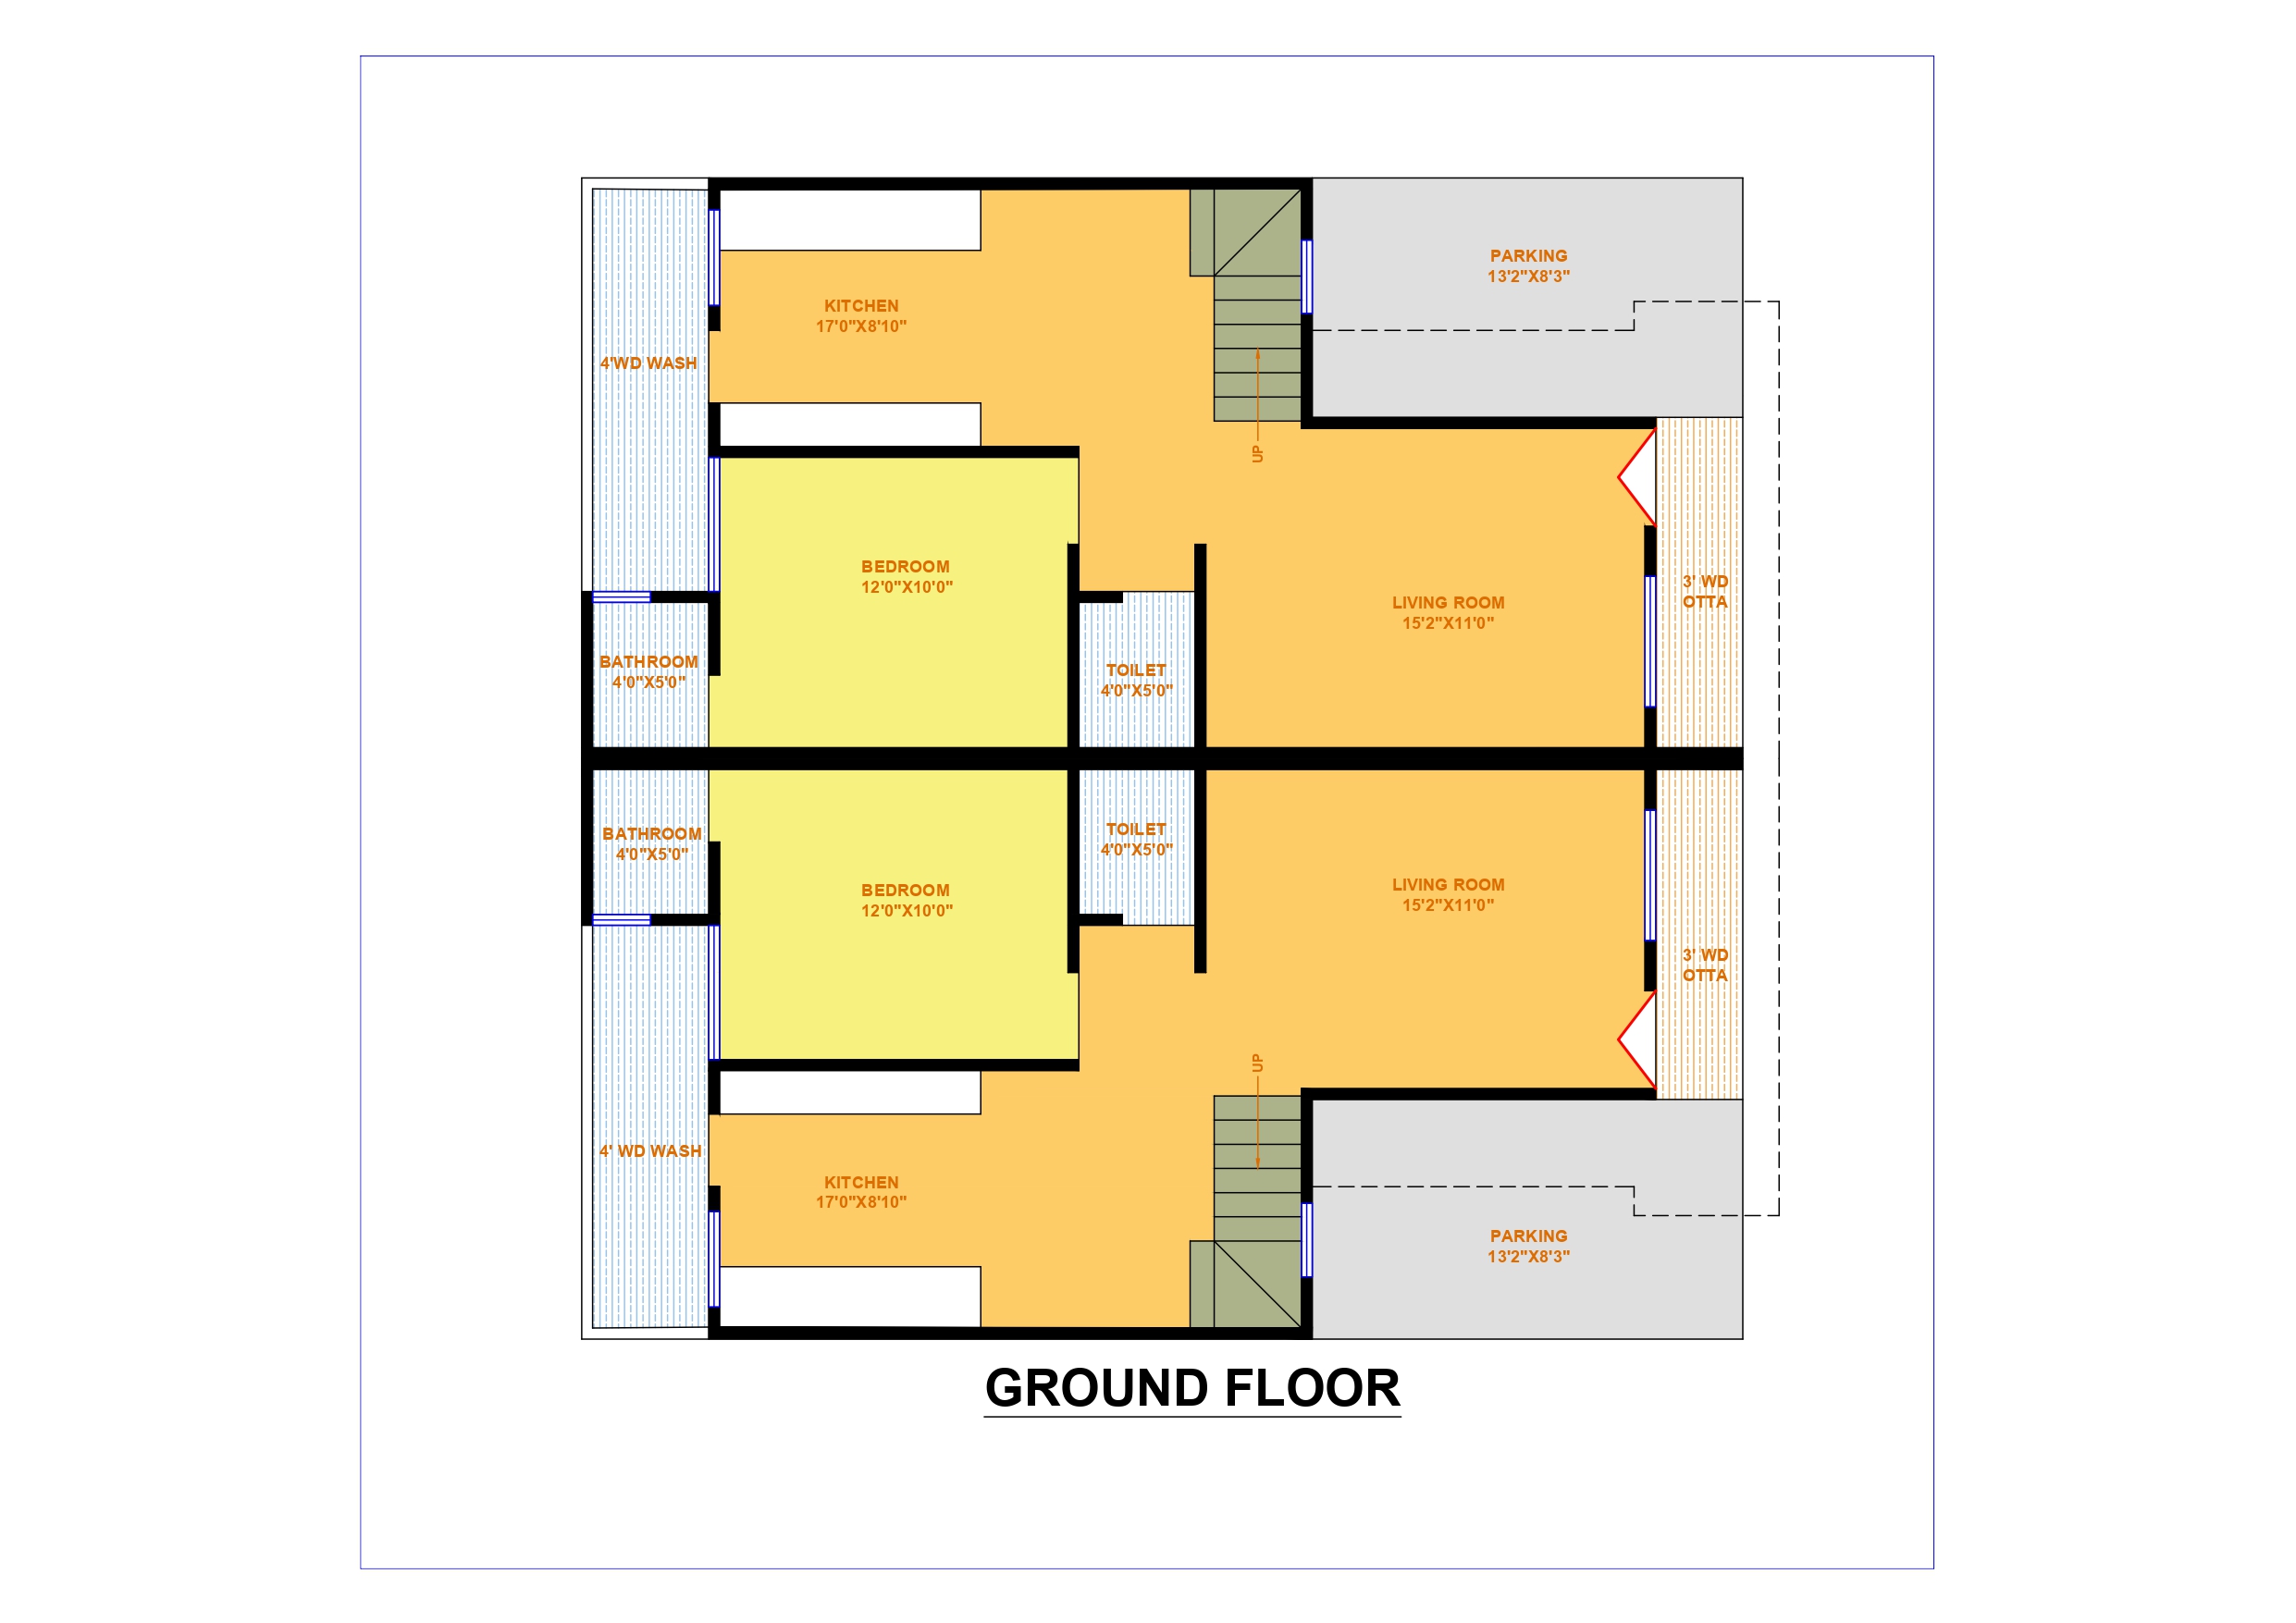 PARKING
13'2"X8'3"
KITCHEN
17'0"X8'10"
4'WD WASH
UP
BEDROOM
12'0"X10'0"
3' WD
OTTA
LIVING ROOM
15'2"X11'0"
BATHROOM
4'0"X5'0"
TOILET
4'0"X5'0"
BATHROOM
4'0"X5'0"
TOILET
4'0"X5'0"
BEDROOM
12'0"X10'0"
LIVING ROOM
15'2"X11'0"
3' WD
OTTA
UP
4' WD WASH
KITCHEN
17'0"X8'10"
PARKING
13'2"X8'3"
GROUND FLOOR